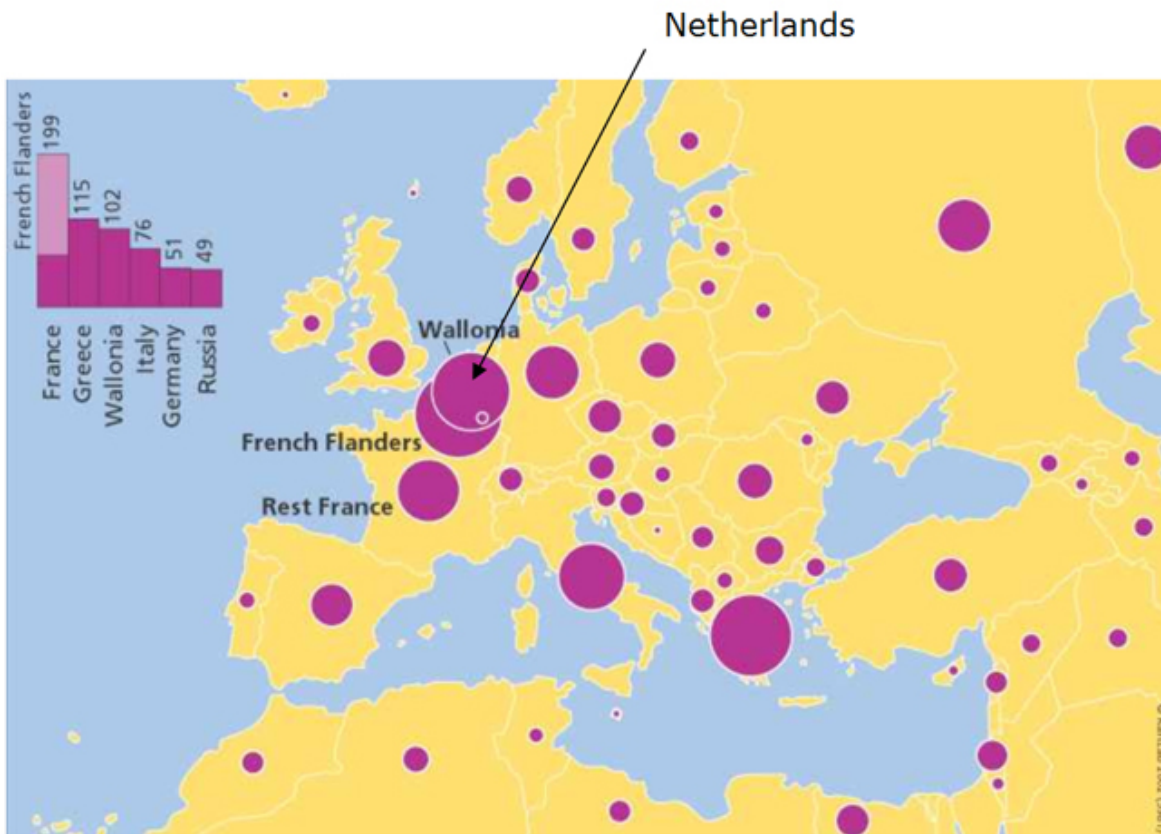 Netherlands
French Flanders
199
115
102
76
51
49
France
Greece
Wallonia
Italy
Germany
Russia
Wallonia
French Flanders
Rest France